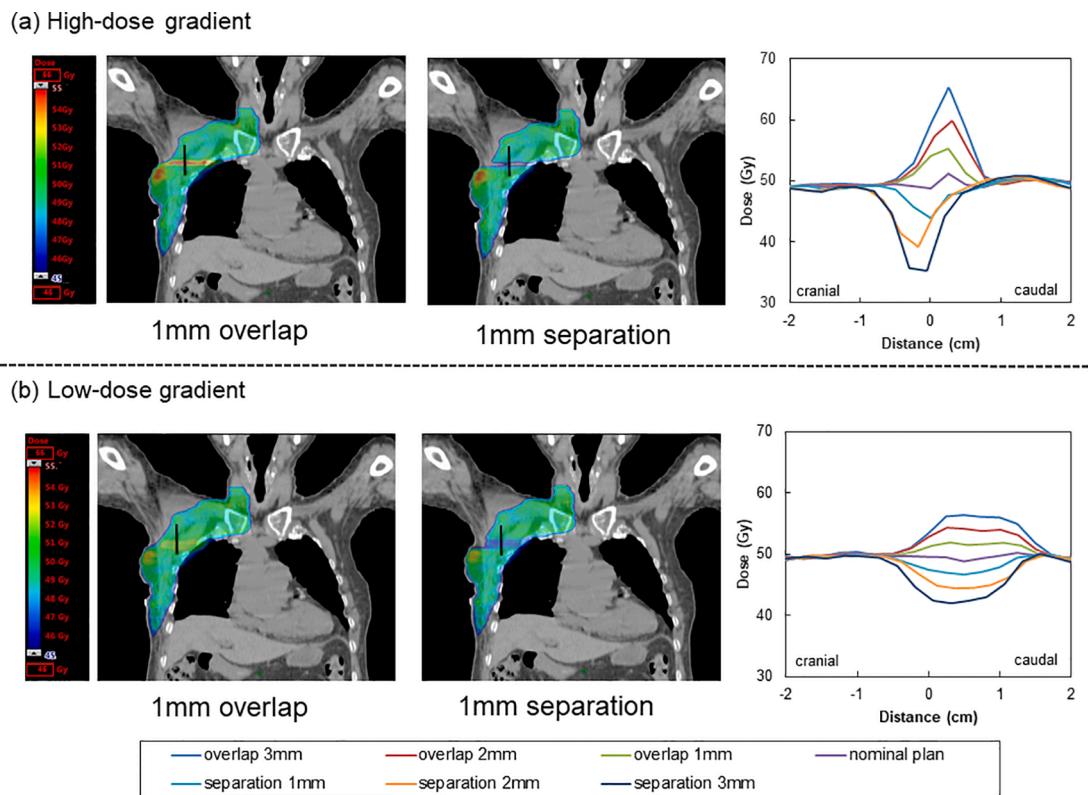 (a) High-dose gradient
Dose
66 Gy
55
54Gy
53Gy
52Gy
51Gy
50Gy
49Gy
48Gy
47Gy
46Gy
45
45 Gy
1mm overlap
1mm separation
70
60
50
40
30
Dose (Gy)
cranial
caudal
-2
-1
0
1
2
Distance (cm)
(b) Low-dose gradient
Dose
66 Gy
55.
54 Gy
53 Gy
52 Gy
51 Gy
50 Gy
49 Gy
48 Gy
47 Gy
46 Gy
45
45 Gy
1mm overlap
1mm separation
70
60
50
40
30
Dose (Gy)
cranial
caudal
-2
-1
0
1
2
Distance (cm)
overlap 3mm
overlap 2mm
overlap 1mm
nominal plan
separation 1mm
separation 2mm
separation 3mm